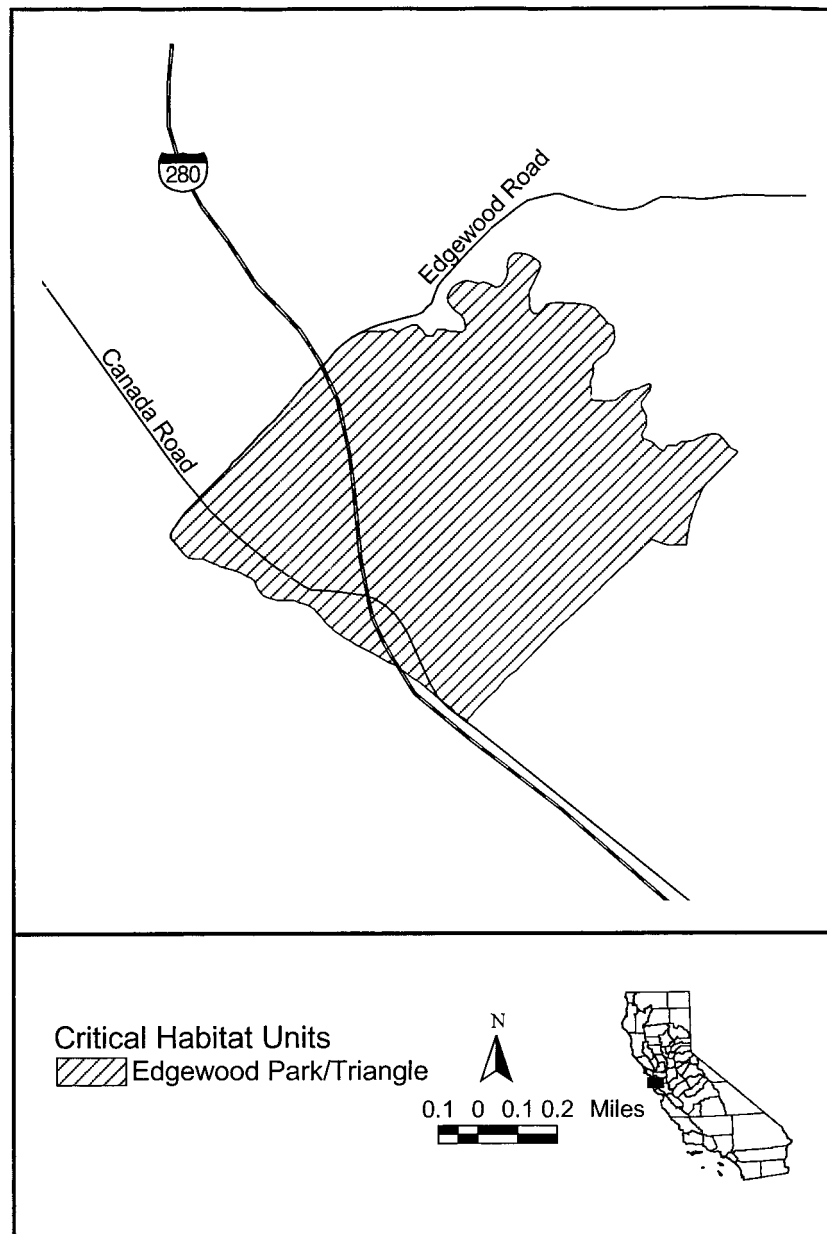 280
Edgewood Road
Canada Road
Critical Habitat Units
Edgewood Park/Triangle
N
0.1 0 0.1 0.2 Miles